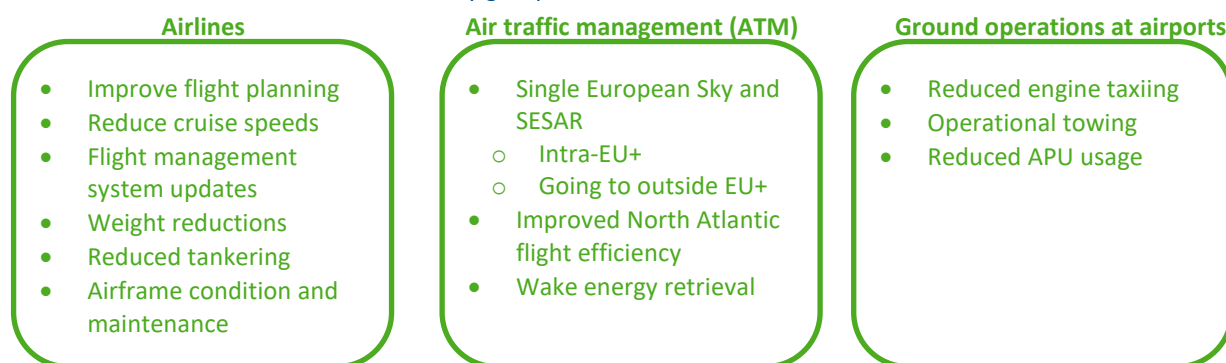 Airlines
• Improve flight planning
• Reduce cruise speeds
• Flight management
system updates
• Weight reductions
• Reduced tankering
• Airframe condition and
maintenance
Air traffic management (ATM)
• Single European Sky and
SESAR
o Intra-EU+
o Going to outside EU+
• Improved North Atlantic
flight efficiency
• Wake energy retrieval
Ground operations at airports
• Reduced engine taxiing
• Operational towing
• Reduced APU usage